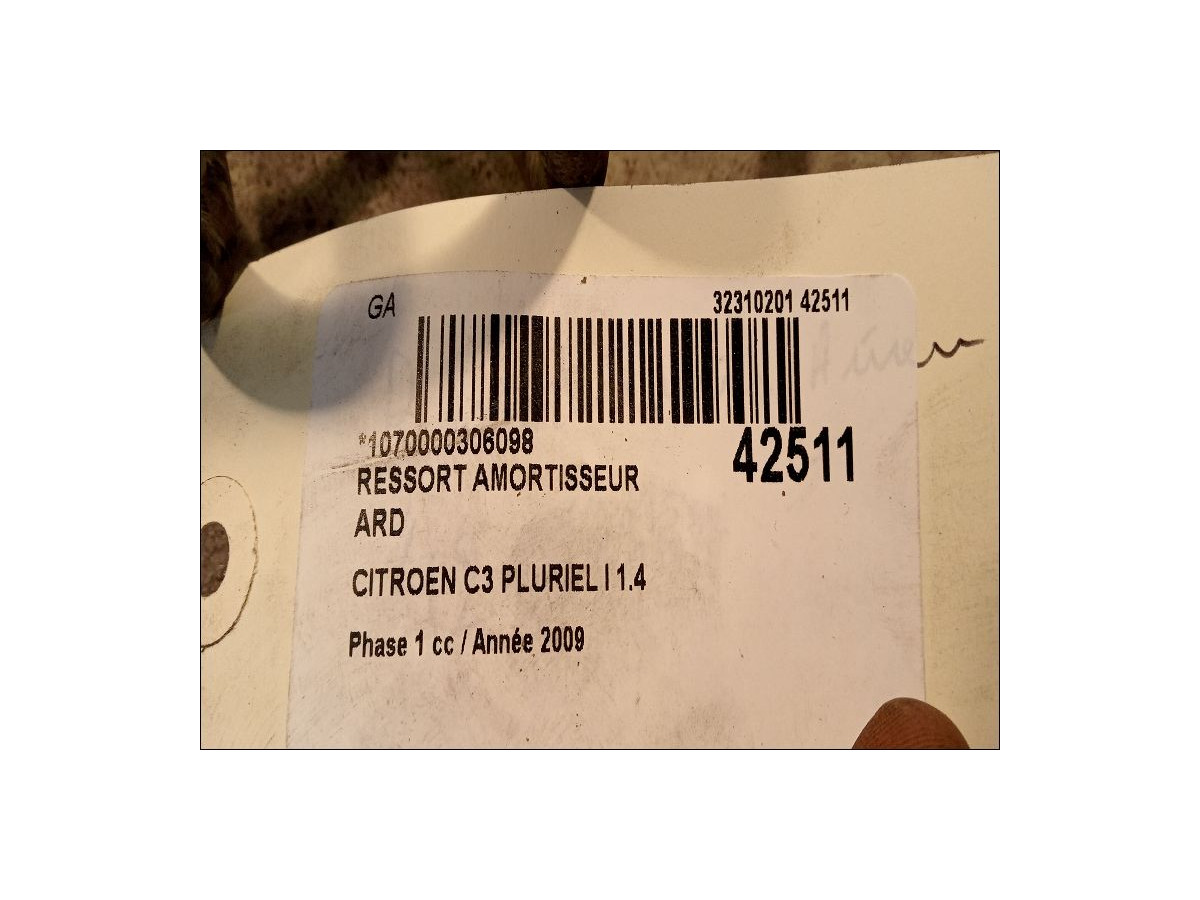 GA 32310201 42511
*1070000306098
42511
RESSORT AMORTISSEUR
ARD
CITROEN C3 PLURIEL I 1.4
Phase 1 cc / Année 2009